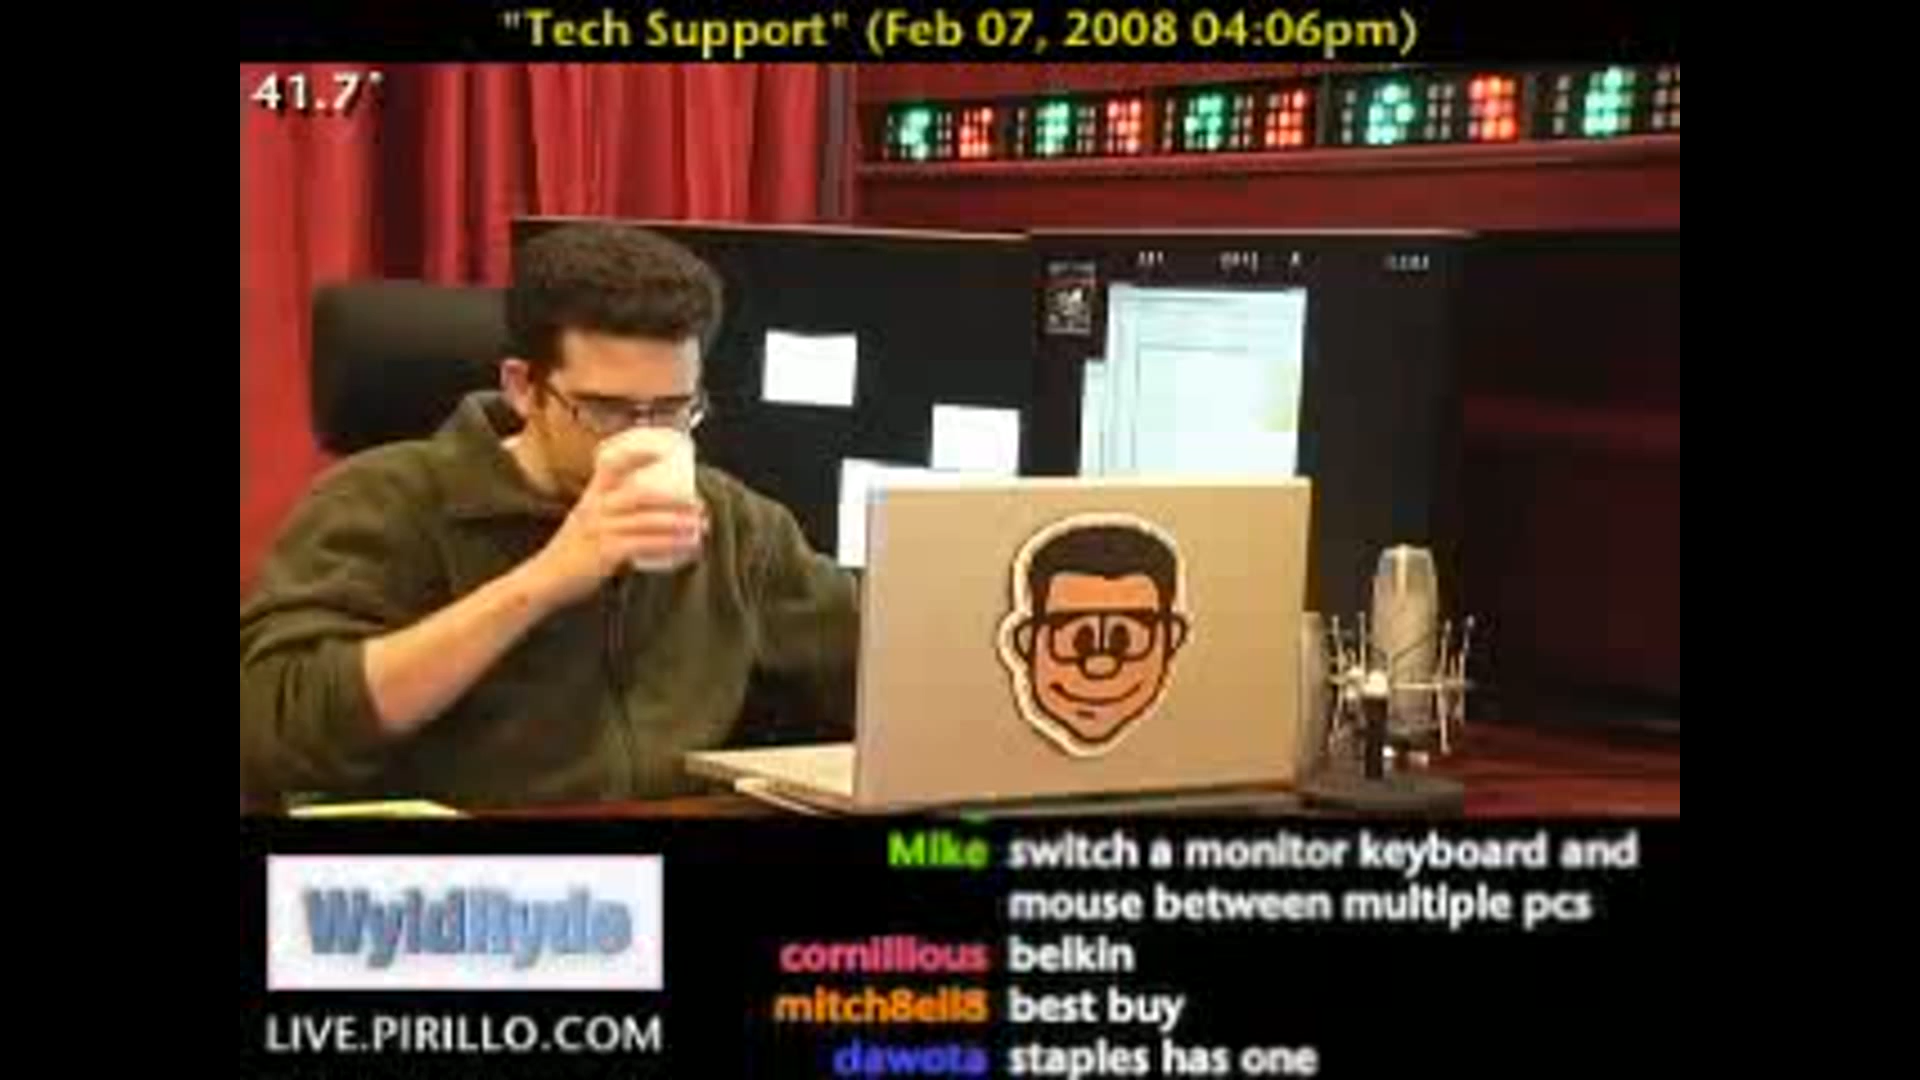 "Tech Support" (Feb 07, 2008 04:06pm)
41.7°
Mike switch a monitor keyboard and
mouse between multiple pcs
cornillious belkin
mitch8ell8 best buy
dawota staples has one
WyldRyde
LIVE.PIRILLO.COM